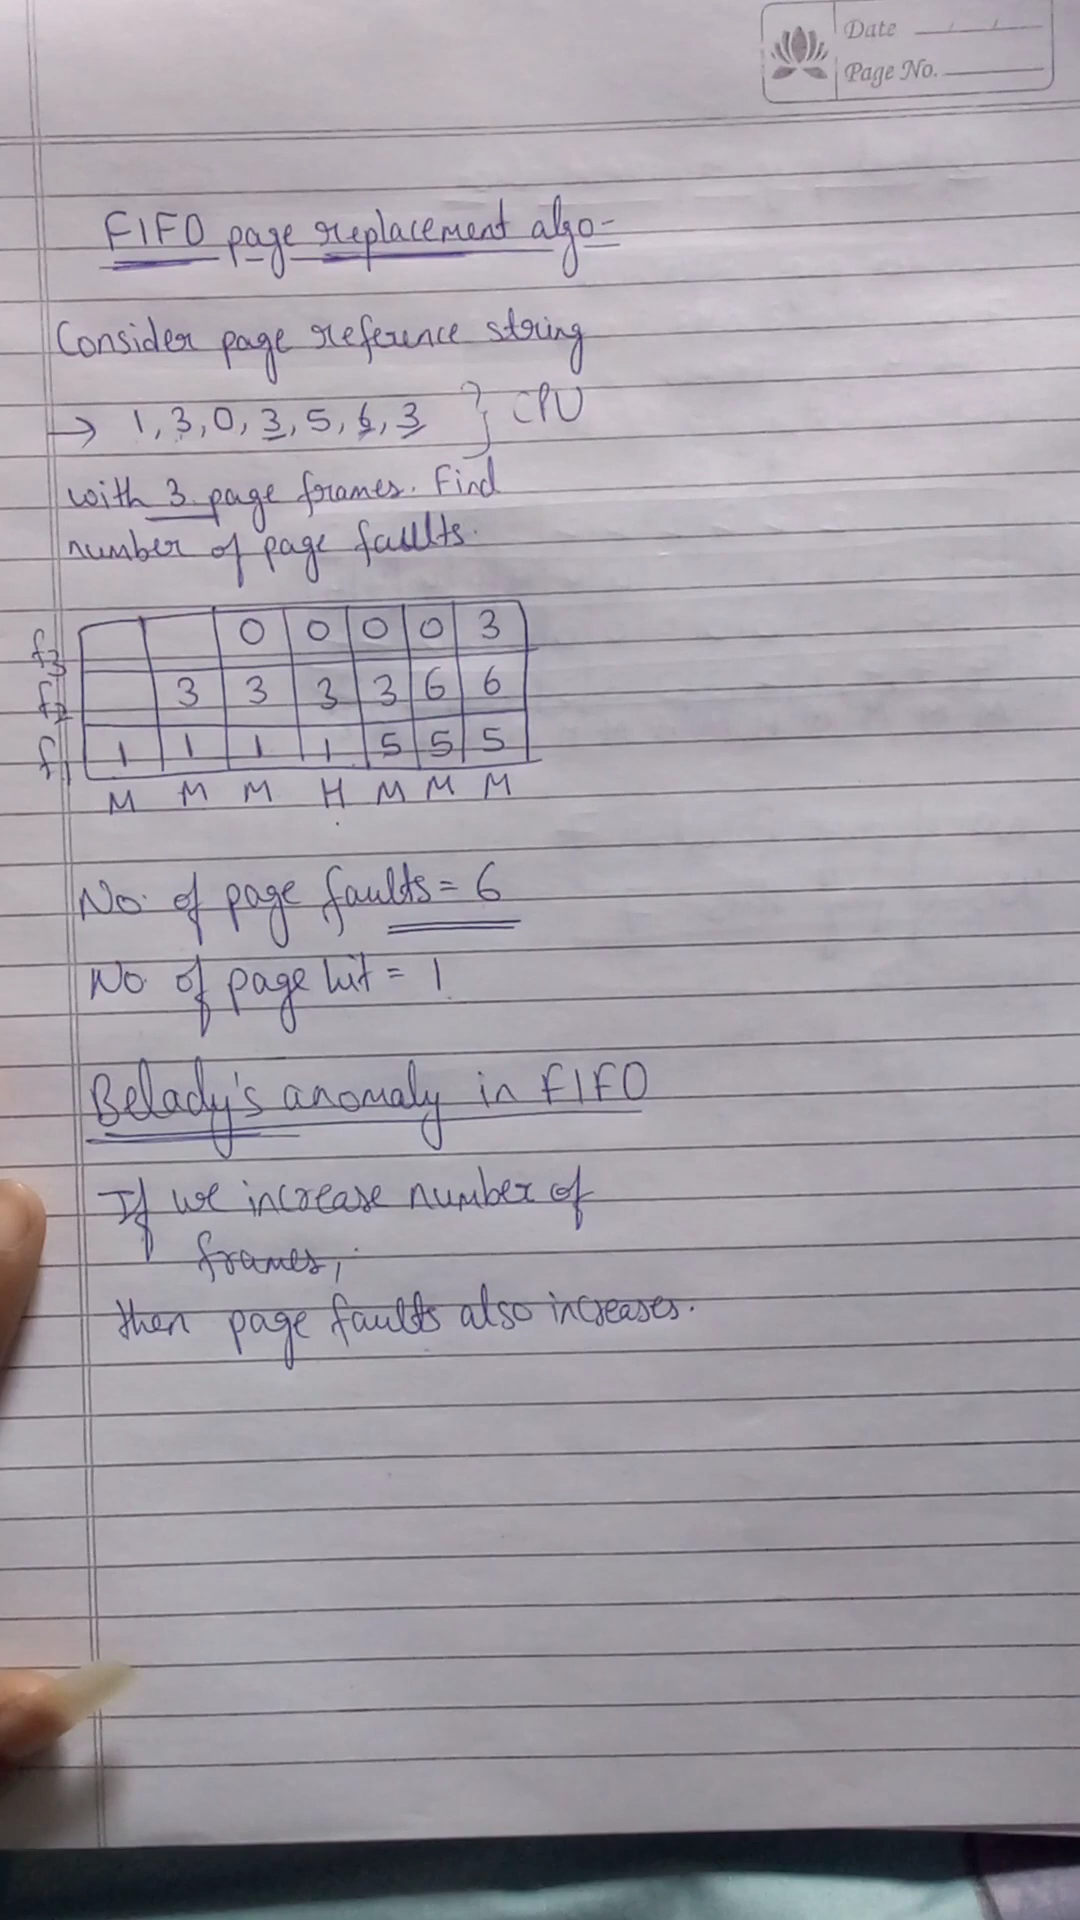 Date
Page No.
FIFO page replacement algo-
Consider page reference string
→ 1, 3, 0, 3, 5, 6, 3 } CPU
with 3 page frames. Find
number of page faults.
f3 0 0 0 0 3
f2 3 3 3 3 6 6
f1 1 1 1 1 5 5 5
M M M H M M M
No. of page faults = 6
No. of page hit = 1
Belady's anomaly in FIFO
If we increase number of
frames,
then page faults also increases.